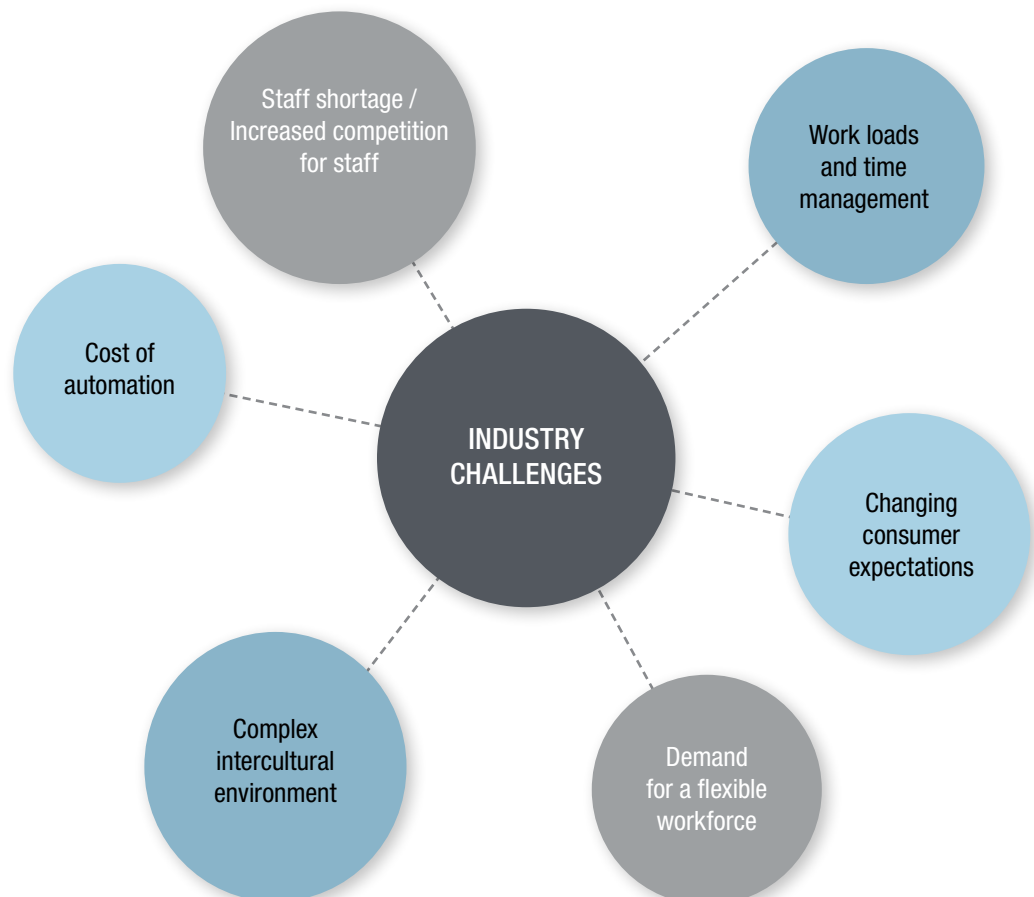 Staff shortage /
Increased competition
for staff
Work loads
and time
management
Cost of
automation
INDUSTRY
CHALLENGES
Changing
consumer
expectations
Complex
intercultural
environment
Demand
for a flexible
workforce